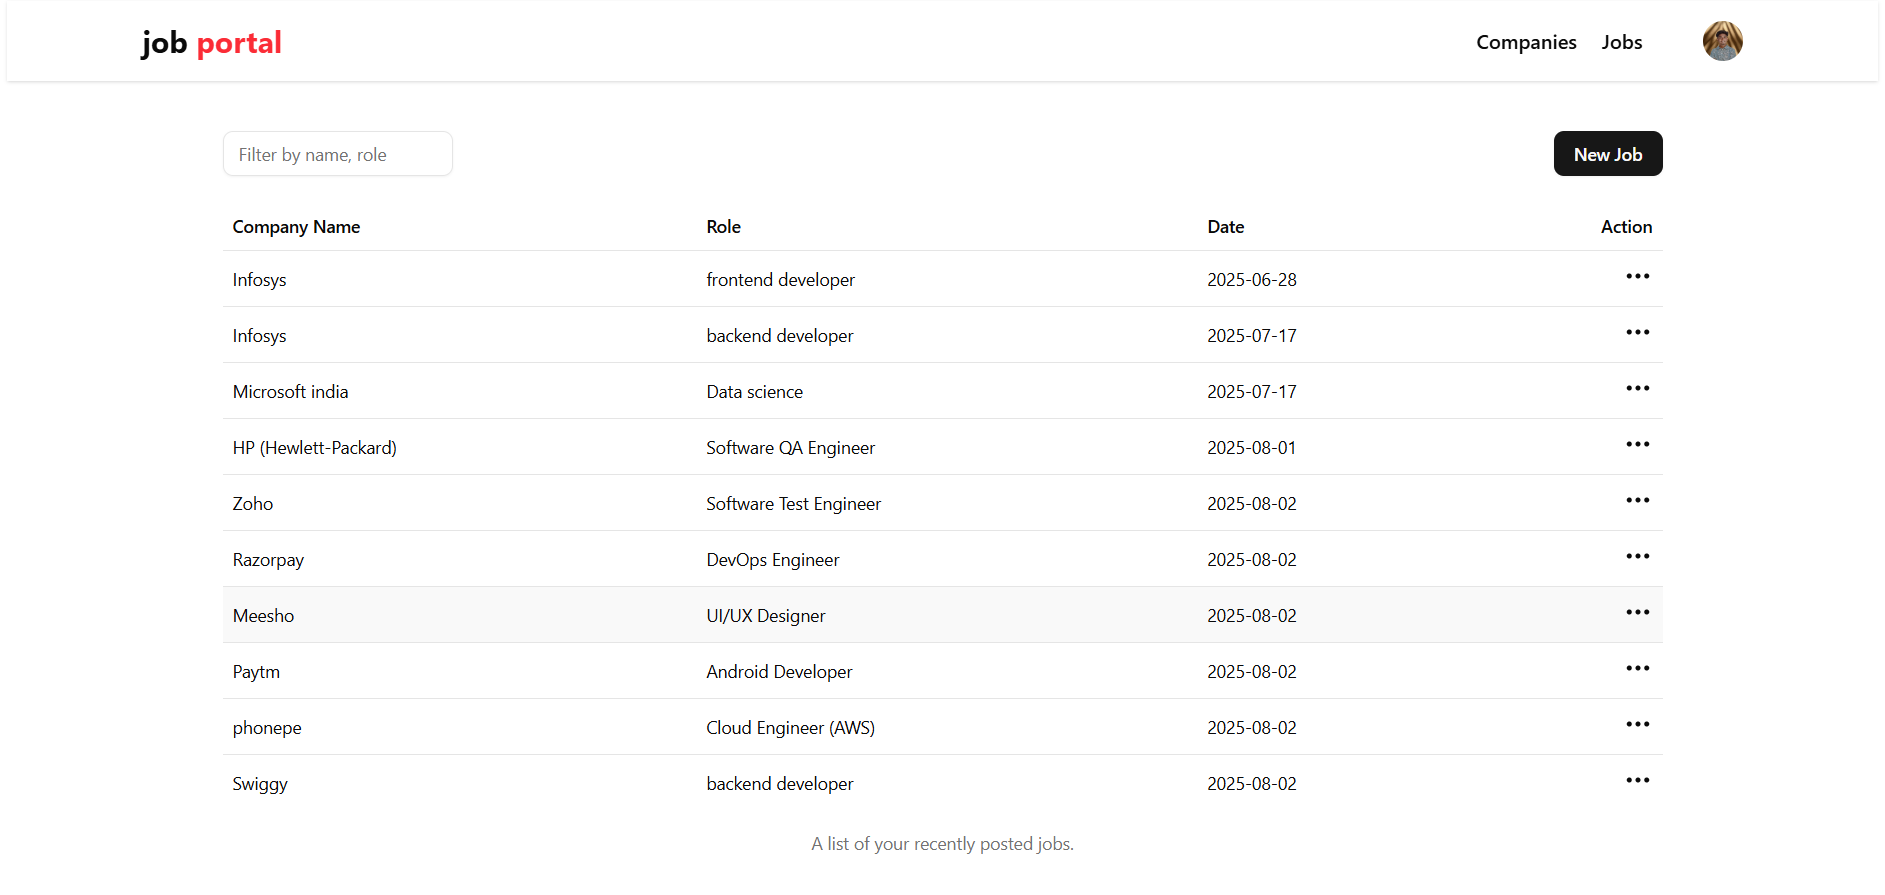 job portal Companies Jobs
Filter by name, role New Job
Company Name Role Date Action
Infosys frontend developer 2025-06-28
Infosys backend developer 2025-07-17
Microsoft india Data science 2025-07-17
HP (Hewlett-Packard) Software QA Engineer 2025-08-01
Zoho Software Test Engineer 2025-08-02
Razorpay DevOps Engineer 2025-08-02
Meesho UI/UX Designer 2025-08-02
Paytm Android Developer 2025-08-02
phonepe Cloud Engineer (AWS) 2025-08-02
Swiggy backend developer 2025-08-02
A list of your recently posted jobs.